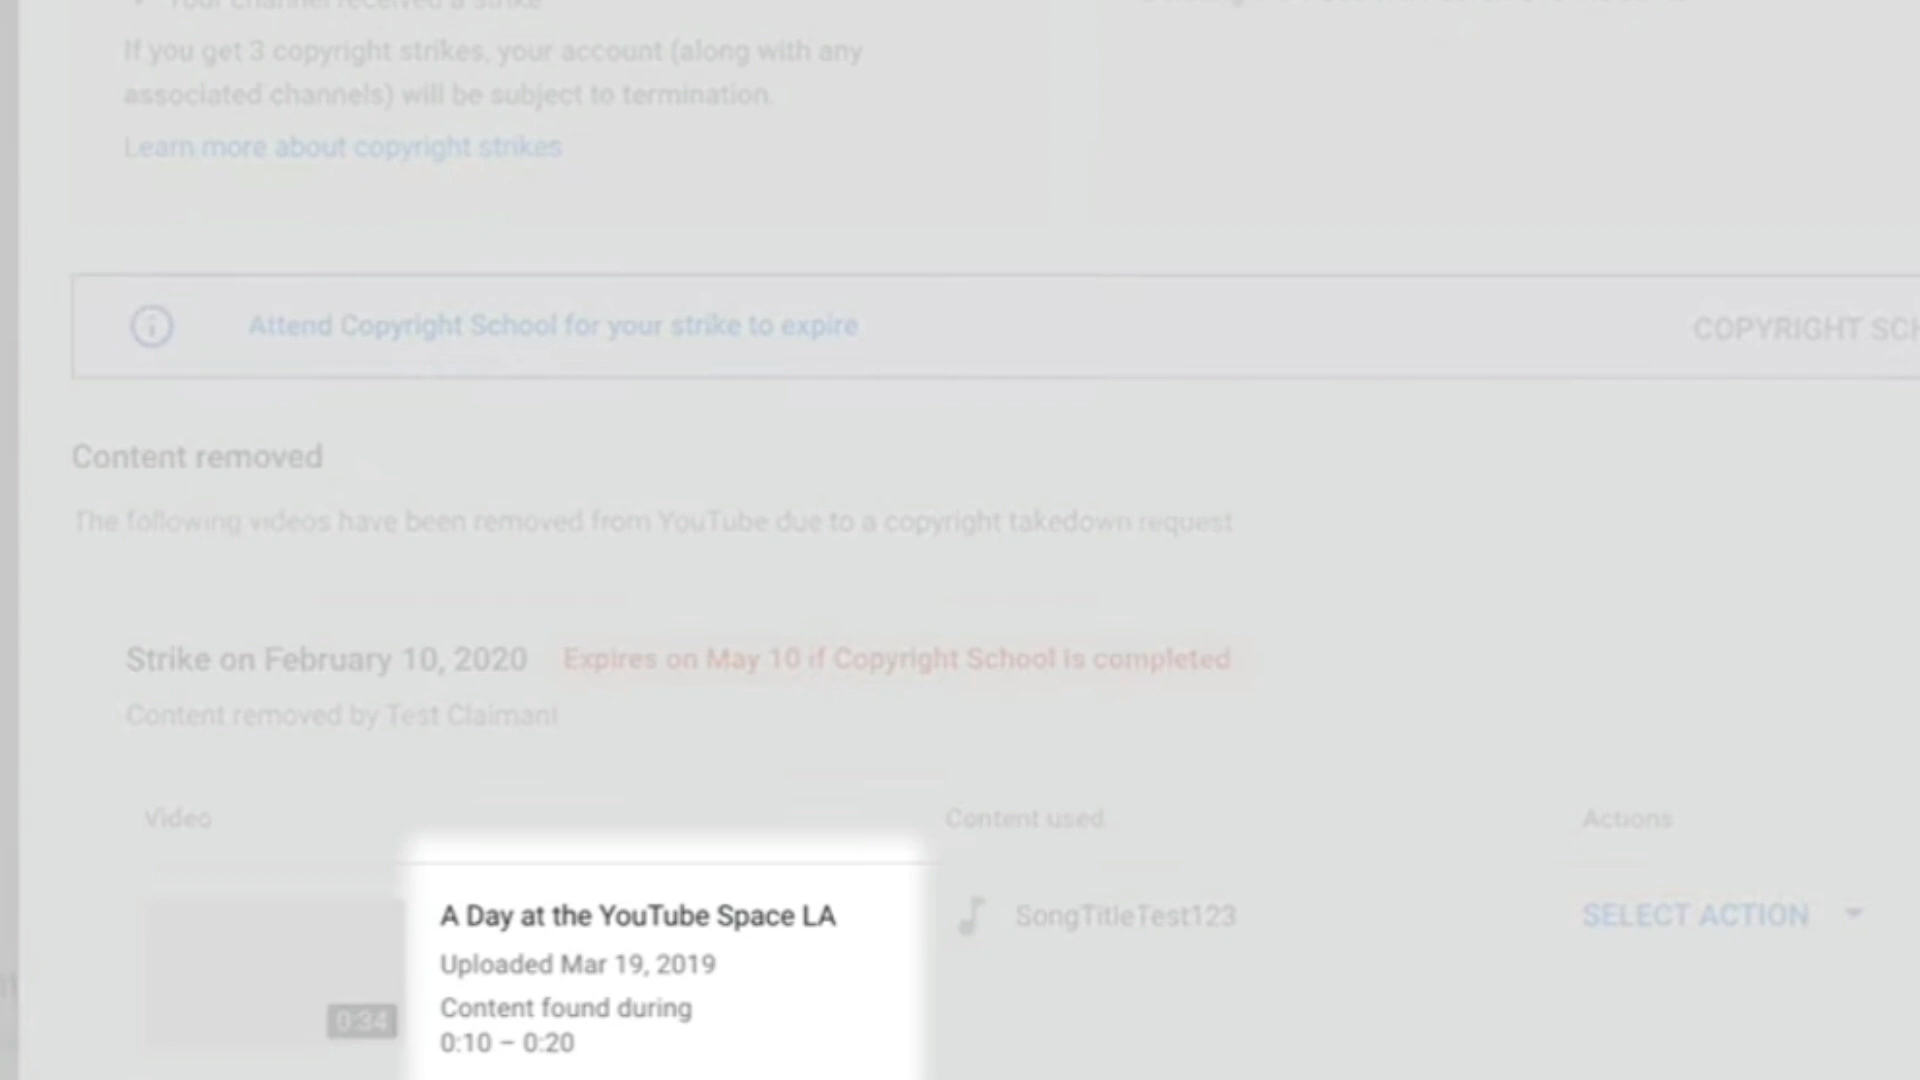 Your channel received a strike
If you get 3 copyright strikes, your account (along with any
associated channels) will be subject to termination.
Learn more about copyright strikes
Attend Copyright School for your strike to expire
COPYRIGHT SCH
Content removed
The following videos have been removed from YouTube due to a copyright takedown request
Strike on February 10, 2020 Expires on May 10 if Copyright School is completed
Content removed by Test Claimant
Video Content used Actions
A Day at the YouTube Space LA SongTitleTest123 SELECT ACTION
Uploaded Mar 19, 2019
Content found during
0:34 0:10 – 0:20